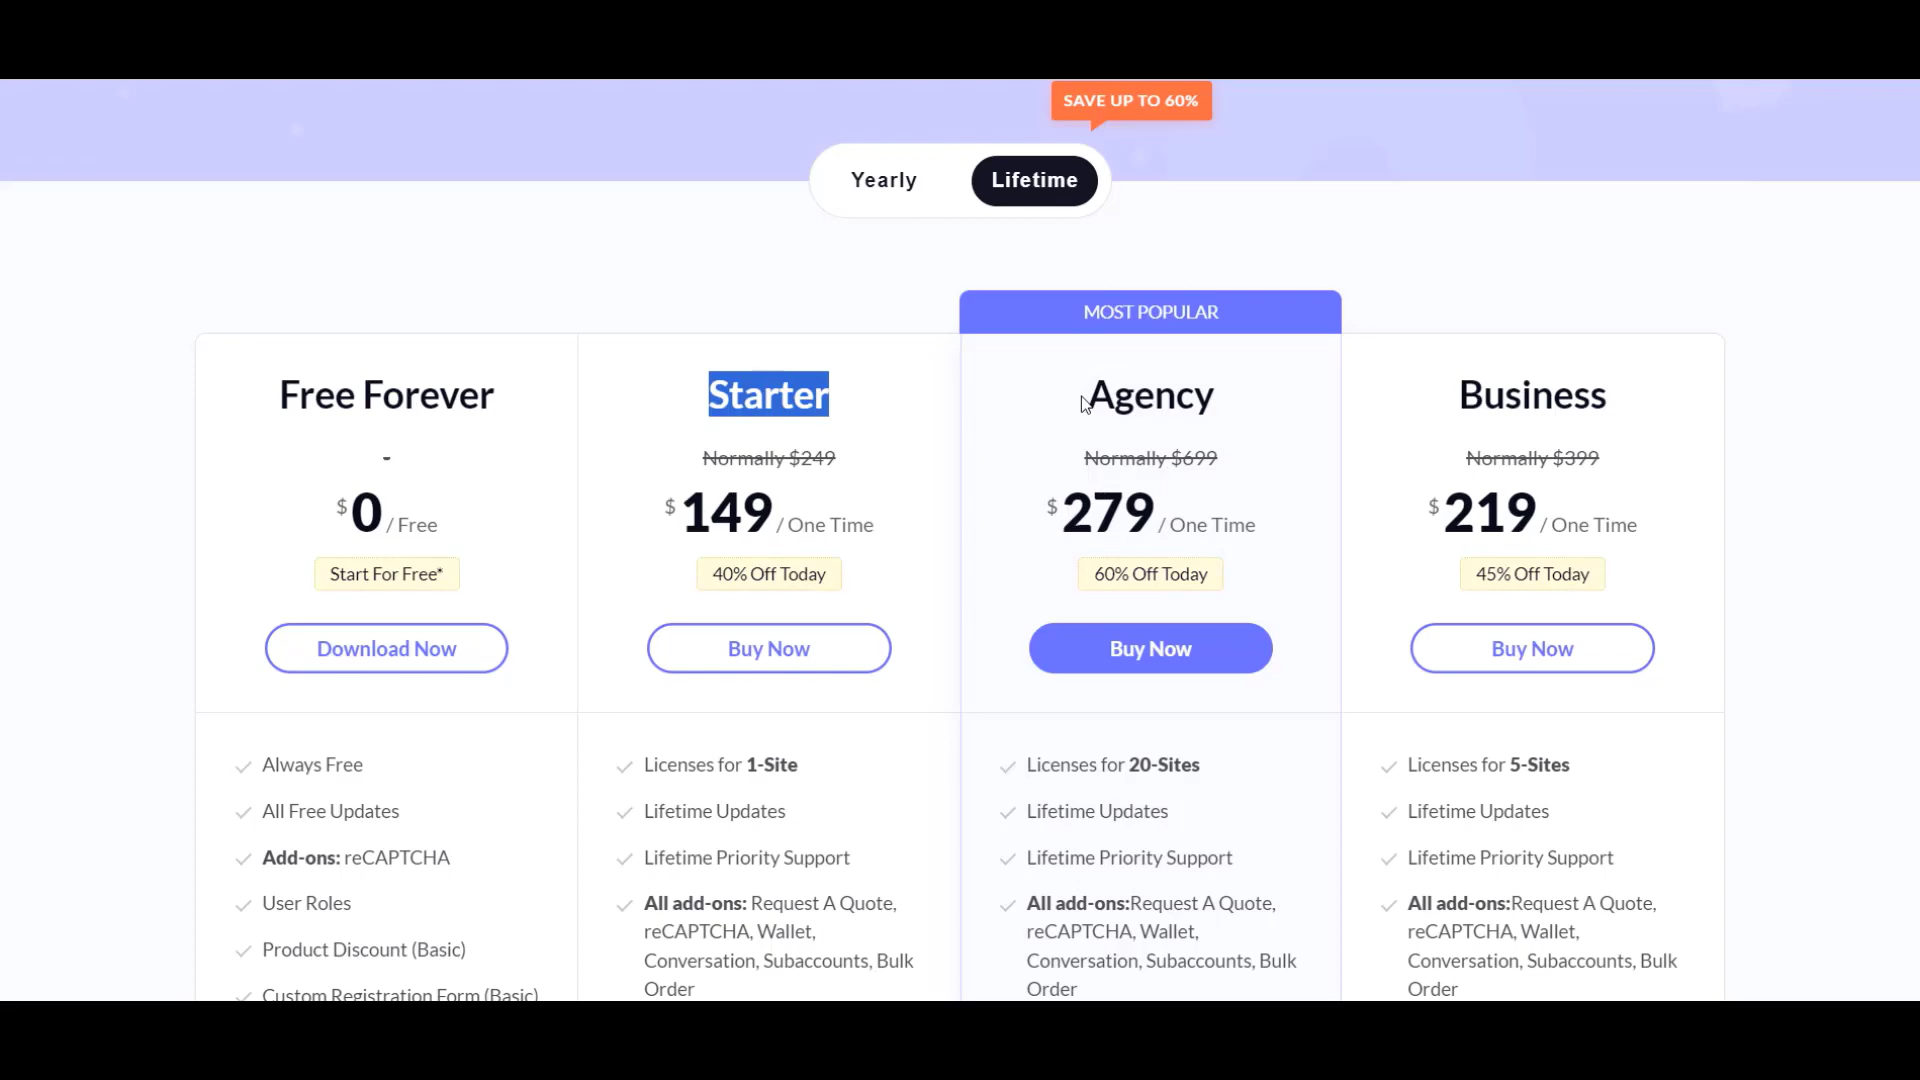 SAVE UP TO 60%
Yearly
Lifetime
MOST POPULAR
Free Forever
-
$0 / Free
Start For Free*
Download Now
Always Free
All Free Updates
Add-ons: reCAPTCHA
User Roles
Product Discount (Basic)
Custom Registration Form (Basic)
Starter
Normally $249
$149 / One Time
40% Off Today
Buy Now
Licenses for 1-Site
Lifetime Updates
Lifetime Priority Support
All add-ons: Request A Quote,
reCAPTCHA, Wallet,
Conversation, Subaccounts, Bulk
Order
Agency
Normally $699
$279 / One Time
60% Off Today
Buy Now
Licenses for 20-Sites
Lifetime Updates
Lifetime Priority Support
All add-ons:Request A Quote,
reCAPTCHA, Wallet,
Conversation, Subaccounts, Bulk
Order
Business
Normally $399
$219 / One Time
45% Off Today
Buy Now
Licenses for 5-Sites
Lifetime Updates
Lifetime Priority Support
All add-ons:Request A Quote,
reCAPTCHA, Wallet,
Conversation, Subaccounts, Bulk
Order